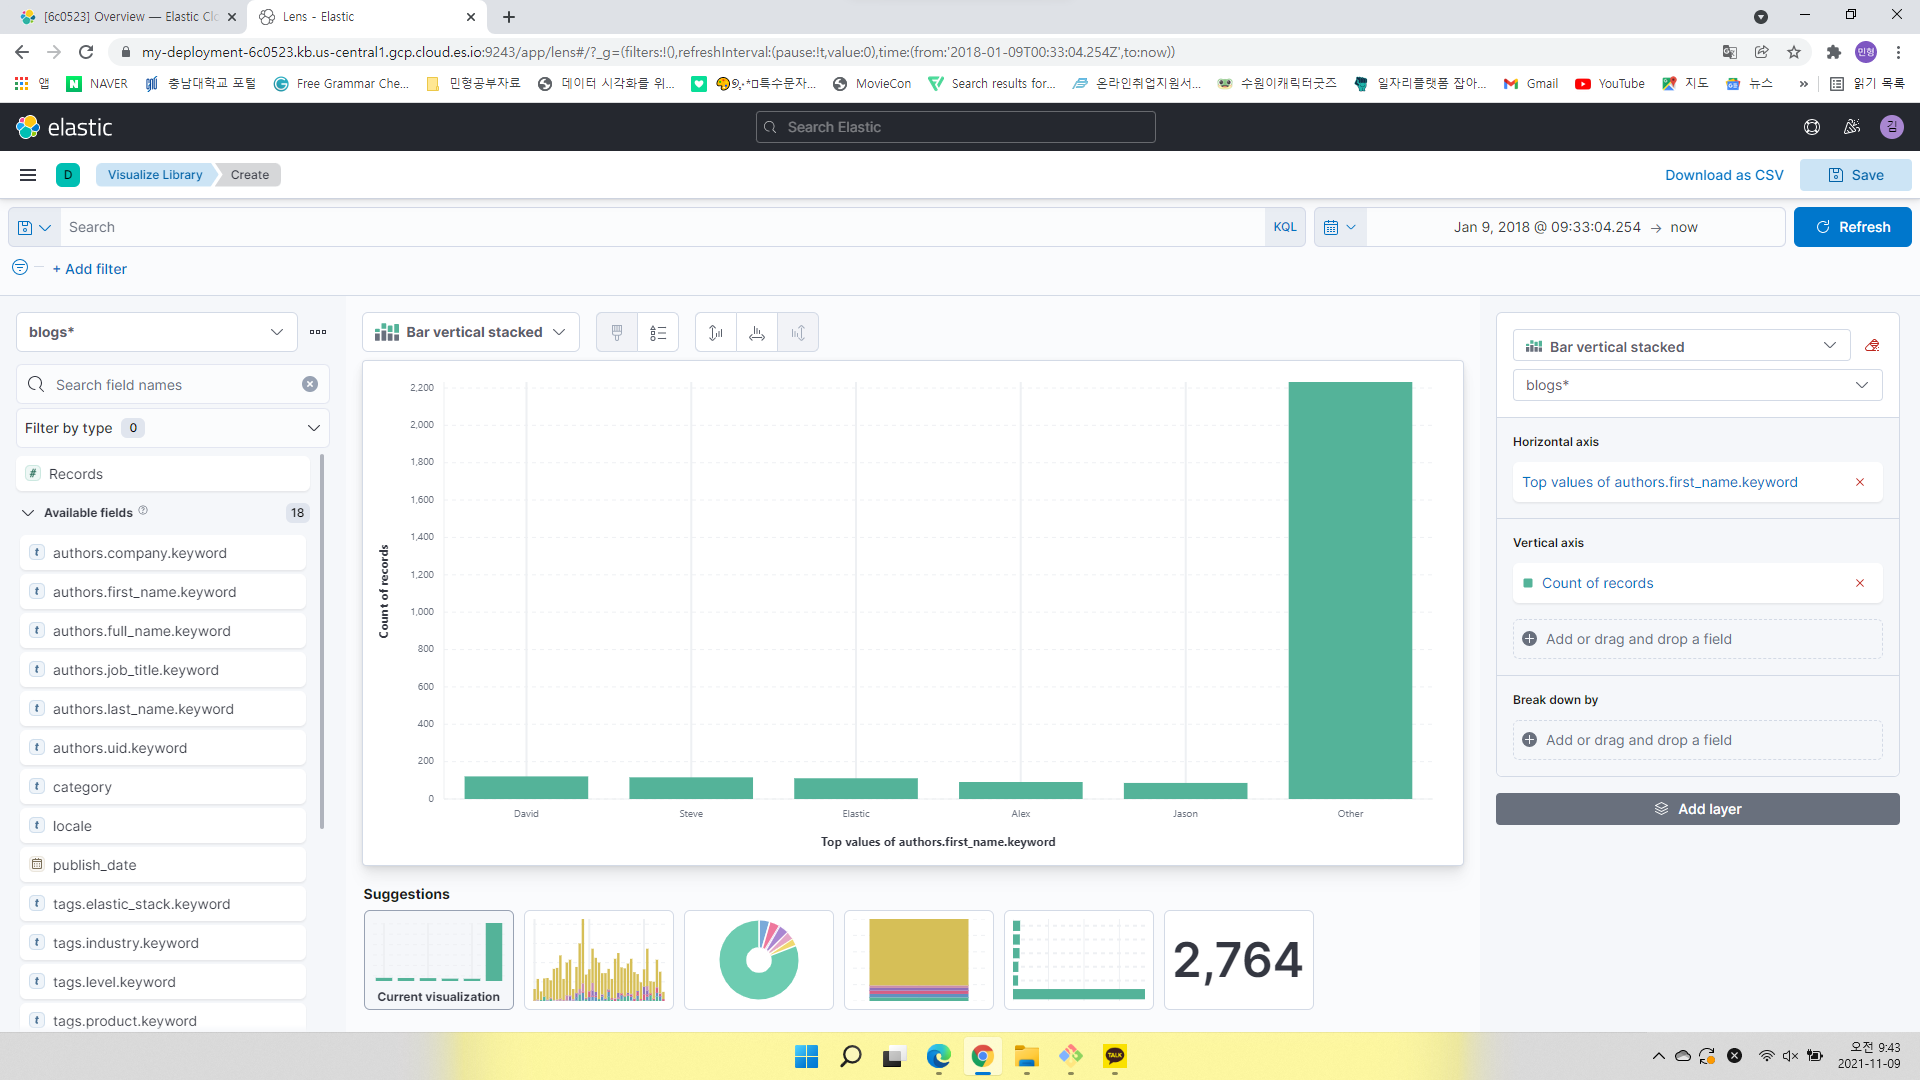 [6c0523] Overview — Elastic Clo
Lens - Elastic
my-deployment-6c0523.kb.us-central1.gcp.cloud.es.io:9243/app/lens#/?_g=(filters:!(),refreshInterval:(pause:!t,value:0),time:(from:'2018-01-09T00:33:04.254Z',to:now))
민형
앱
NAVER
충남대학교 포털
Free Grammar Che...
민형공부자료
데이터 시각화를 위...
MovieCon
Search results for...
온라인취업지원서...
수원이캐릭터굿즈
일자리플랫폼 잡아...
Gmail
YouTube
지도
뉴스
»
읽기 목록
elastic
Search Elastic
김
D
Visualize Library
Create
Download as CSV
Save
Search
KQL
Jan 9, 2018 @ 09:33:04.254 → now
Refresh
+ Add filter
blogs*
Search field names
Filter by type 0
# Records
Available fields
18
t authors.company.keyword
t authors.first_name.keyword
t authors.full_name.keyword
t authors.job_title.keyword
t authors.last_name.keyword
t authors.uid.keyword
t category
t locale
publish_date
t tags.elastic_stack.keyword
t tags.industry.keyword
t tags.level.keyword
t tags.product.keyword
Bar vertical stacked
2,200
2,000
1,800
1,600
1,400
1,200
1,000
800
600
400
200
0
Count of records
David
Steve
Elastic
Alex
Jason
Other
Top values of authors.first_name.keyword
Suggestions
Current visualization
2,764
Bar vertical stacked
blogs*
Horizontal axis
Top values of authors.first_name.keyword
Vertical axis
Count of records
Add or drag and drop a field
Break down by
Add or drag and drop a field
Add layer
TALK
오전 9:43
2021-11-09